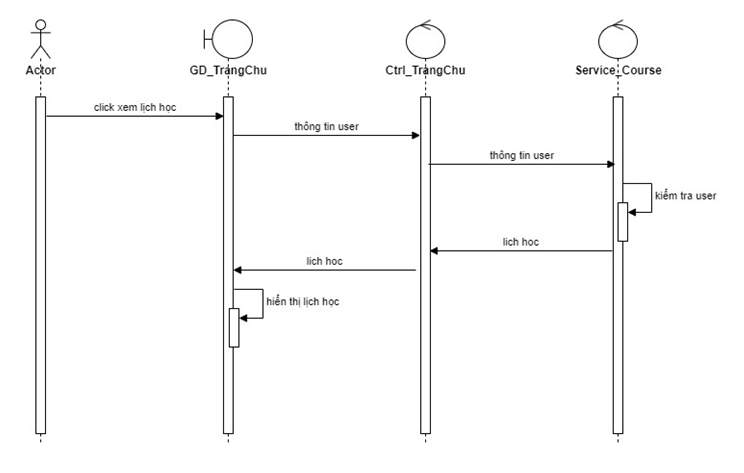 Actor
GD_TrangChu
Ctrl_TrangChu
Service_Course
click xem lịch học
thông tin user
thông tin user
kiểm tra user
lich hoc
lich hoc
hiển thị lịch học